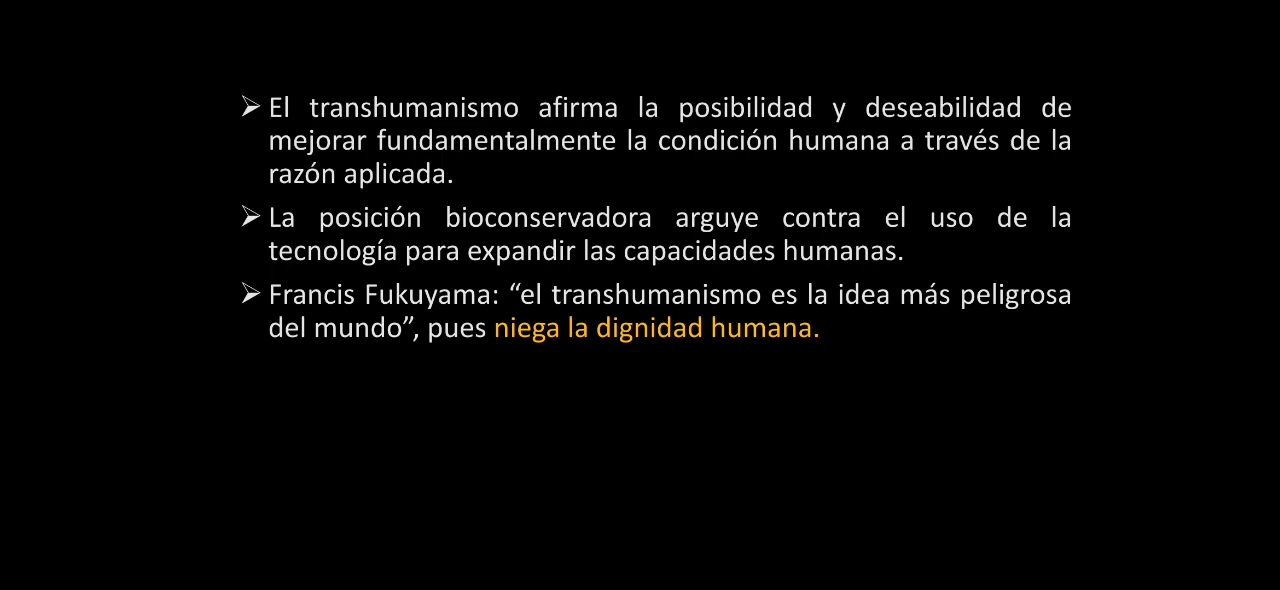 ➢ El transhumanismo afirma la posibilidad y deseabilidad de
mejorar fundamentalmente la condición humana a través de la
razón aplicada.
➢ La posición bioconservadora arguye contra el uso de la
tecnología para expandir las capacidades humanas.
➢ Francis Fukuyama: “el transhumanismo es la idea más peligrosa
del mundo”, pues niega la dignidad humana.